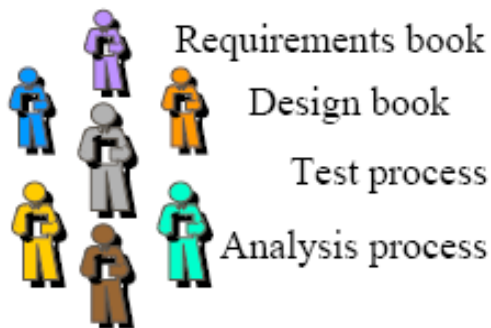 Requirements book
Design book
Test process
Analysis process